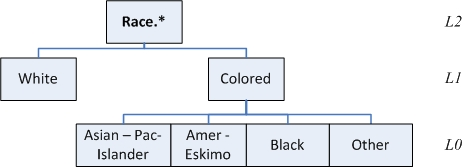 Race.*
L2
White
Colored
L1
Asian – Pac-
Islander
Amer -
Eskimo
Black
Other
L0